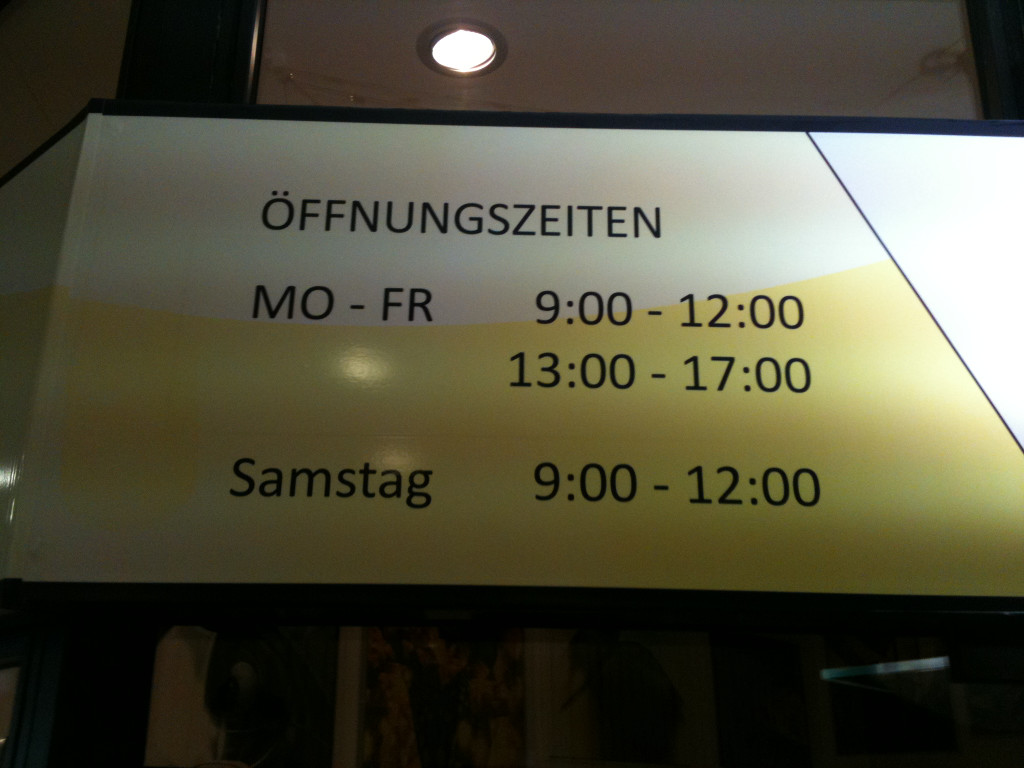 ÖFFNUNGSZEITEN
MO - FR 9:00 - 12:00
13:00 - 17:00
Samstag 9:00 - 12:00